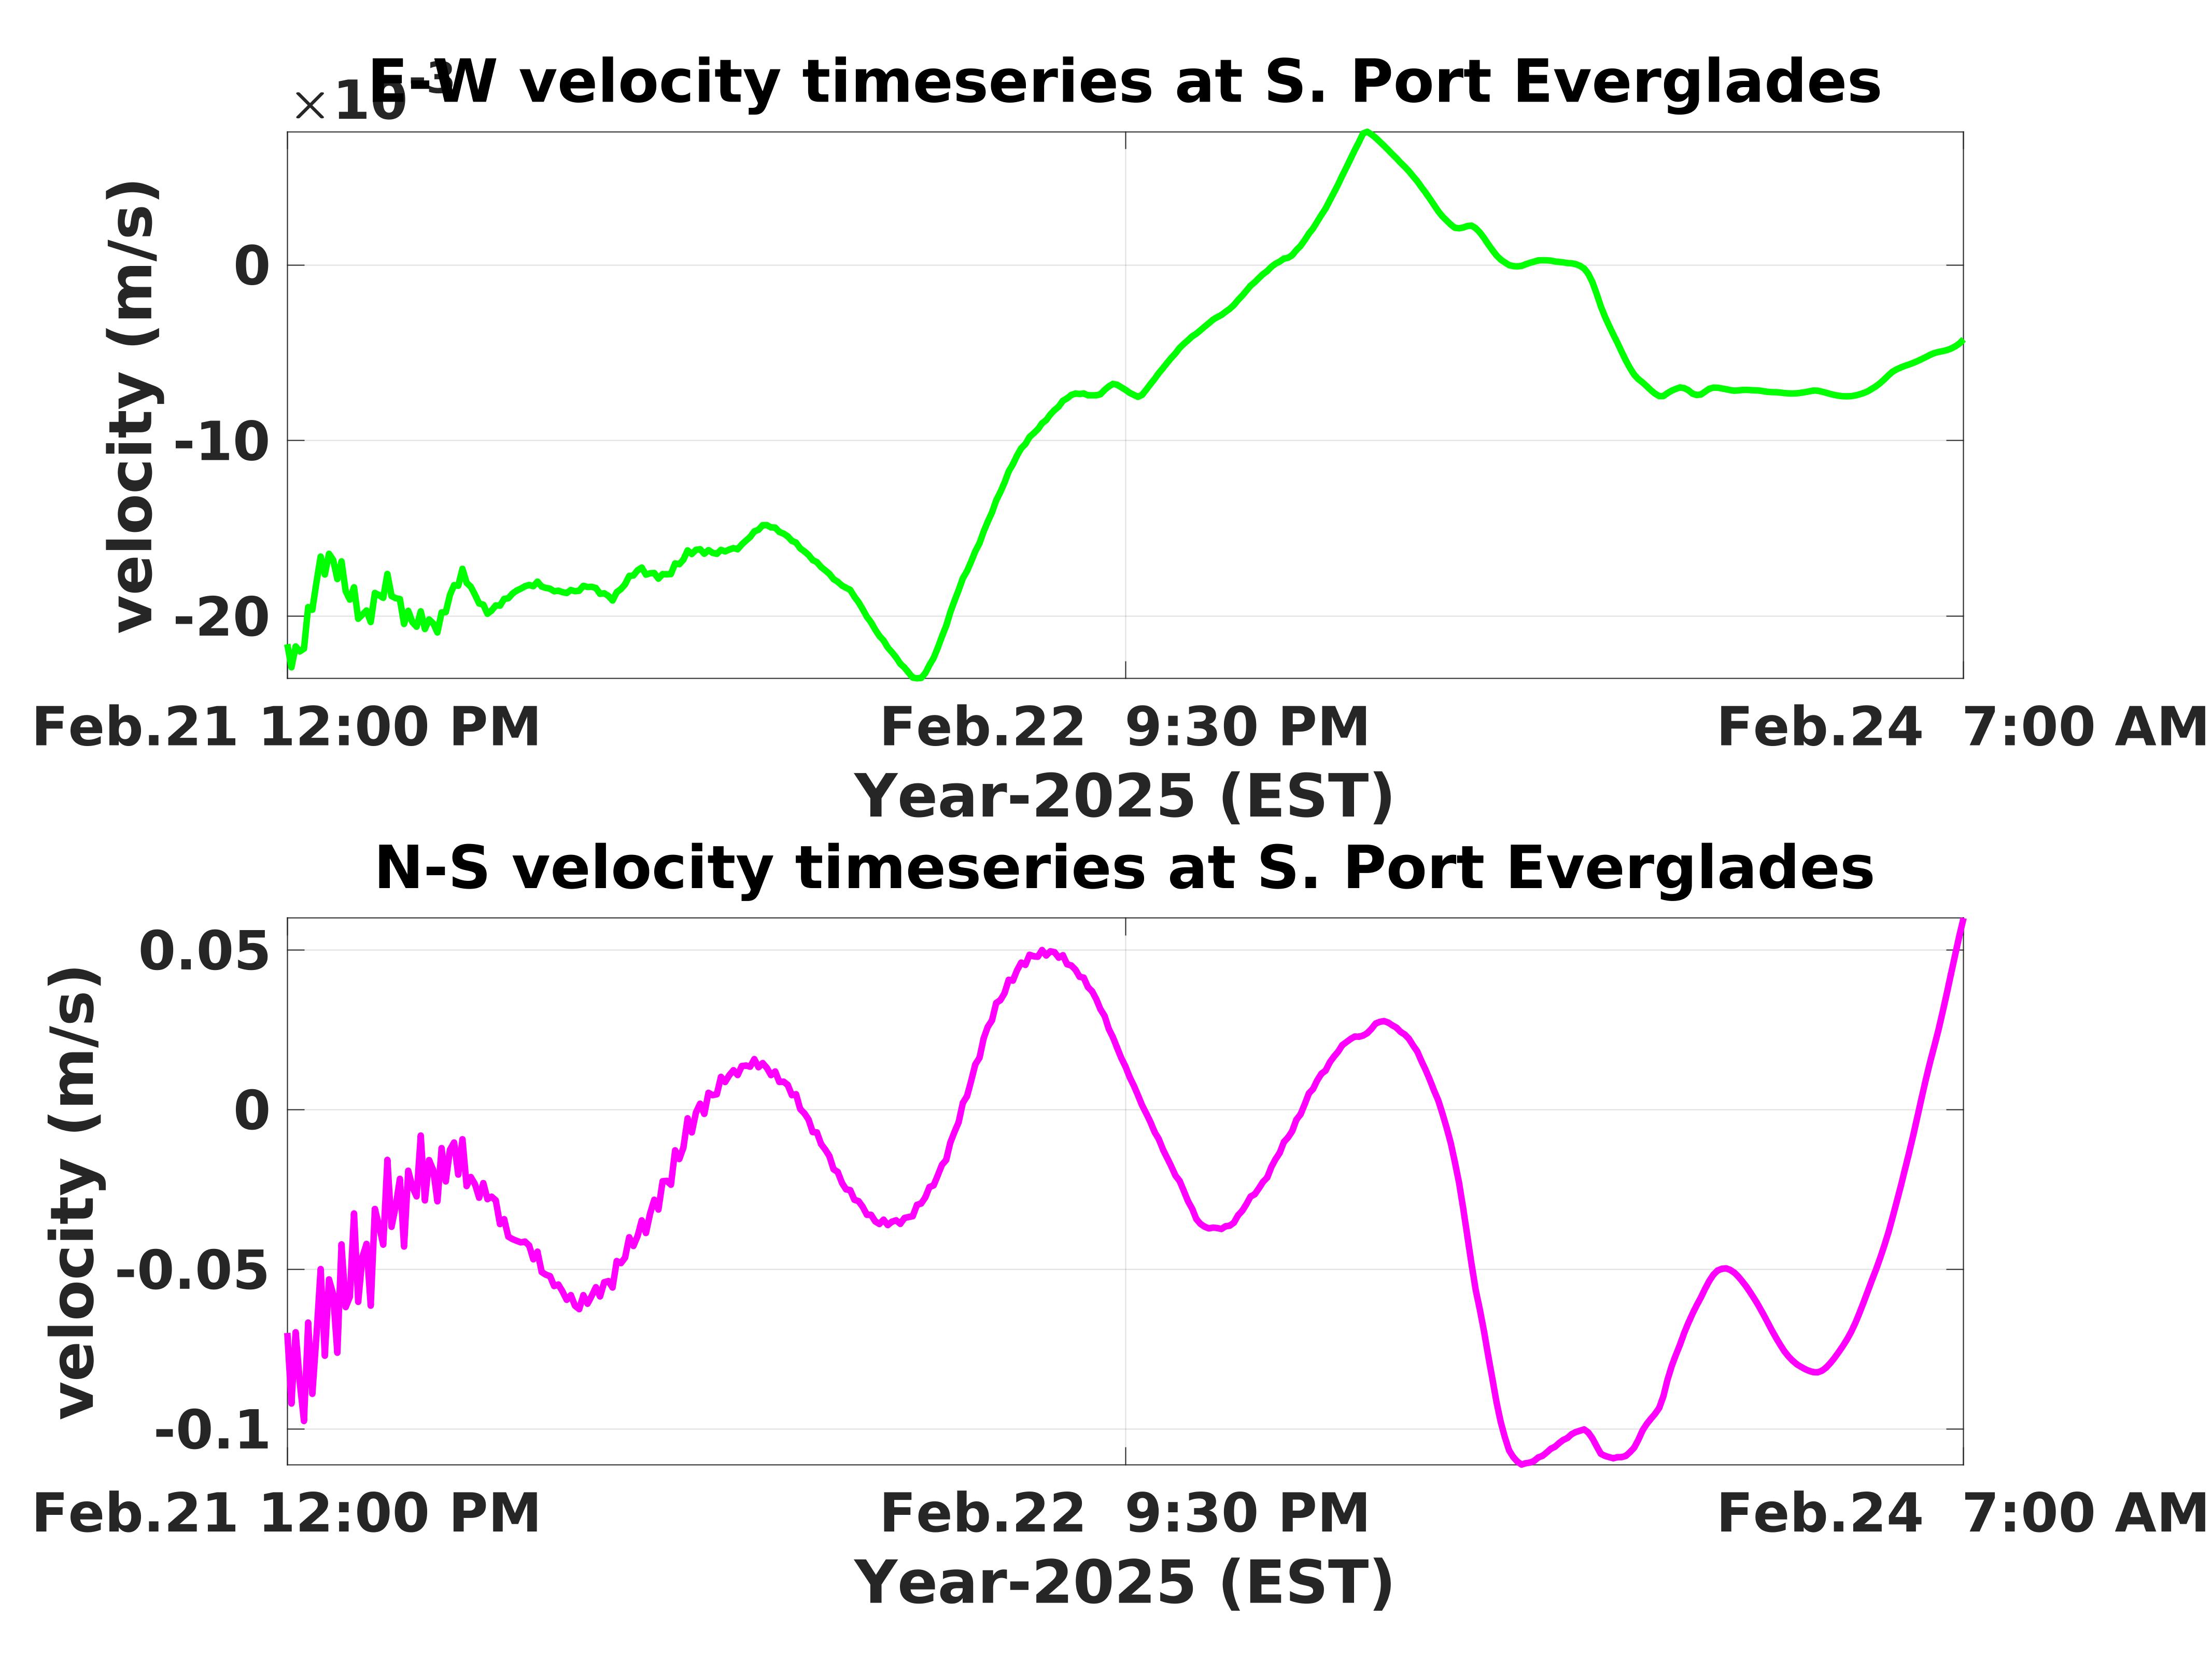 E-W velocity timeseries at S. Port Everglades
×10-3
velocity (m/s)
0
-10
-20
Feb.21 12:00 PM Feb.22 9:30 PM Feb.24 7:00 AM
Year-2025 (EST)
N-S velocity timeseries at S. Port Everglades
velocity (m/s)
0.05
0
-0.05
-0.1
Feb.21 12:00 PM Feb.22 9:30 PM Feb.24 7:00 AM
Year-2025 (EST)